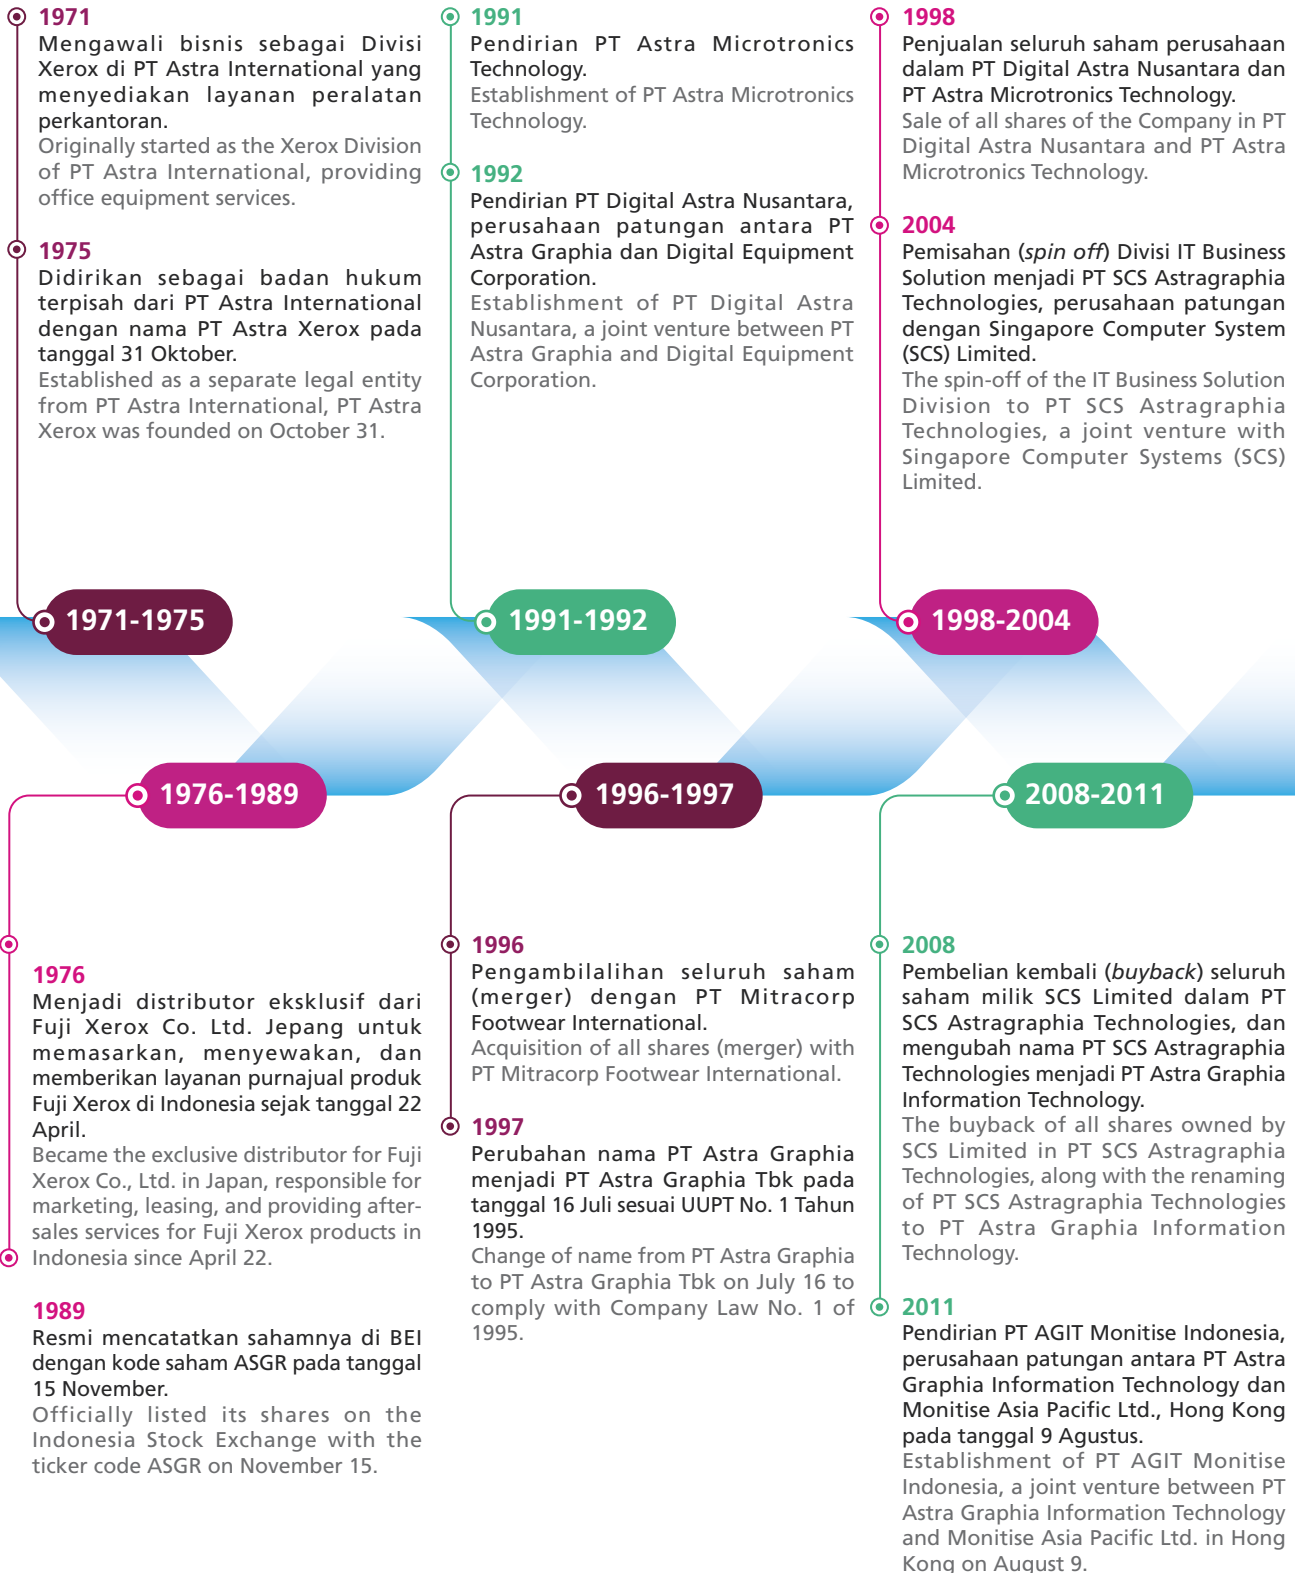 1971
Mengawali bisnis sebagai Divisi
Xerox di PT Astra International yang
menyediakan layanan peralatan
perkantoran.
Originally started as the Xerox Division
of PT Astra International, providing
office equipment services.
1975
Didirikan sebagai badan hukum
terpisah dari PT Astra International
dengan nama PT Astra Xerox pada
tanggal 31 Oktober.
Established as a separate legal entity
from PT Astra International, PT Astra
Xerox was founded on October 31.
1971-1975
1976-1989
1976
Menjadi distributor eksklusif dari
Fuji Xerox Co. Ltd. Jepang untuk
memasarkan, menyewakan, dan
memberikan layanan purnajual produk
Fuji Xerox di Indonesia sejak tanggal 22
April.
Became the exclusive distributor for Fuji
Xerox Co., Ltd. in Japan, responsible for
marketing, leasing, and providing after-
sales services for Fuji Xerox products in
Indonesia since April 22.
1989
Resmi mencatatkan sahamnya di BEI
dengan kode saham ASGR pada tanggal
15 November.
Officially listed its shares on the
Indonesia Stock Exchange with the
ticker code ASGR on November 15.
1991
Pendirian PT Astra Microtronics
Technology.
Establishment of PT Astra Microtronics
Technology.
1992
Pendirian PT Digital Astra Nusantara,
perusahaan patungan antara PT
Astra Graphia dan Digital Equipment
Corporation.
Establishment of PT Digital Astra
Nusantara, a joint venture between PT
Astra Graphia and Digital Equipment
Corporation.
1991-1992
1996-1997
1996
Pengambilalihan seluruh saham
(merger) dengan PT Mitracorp
Footwear International.
Acquisition of all shares (merger) with
PT Mitracorp Footwear International.
1997
Perubahan nama PT Astra Graphia
menjadi PT Astra Graphia Tbk pada
tanggal 16 Juli sesuai UUPT No. 1 Tahun
1995.
Change of name from PT Astra Graphia
to PT Astra Graphia Tbk on July 16 to
comply with Company Law No. 1 of
1995.
1998
Penjualan seluruh saham perusahaan
dalam PT Digital Astra Nusantara dan
PT Astra Microtronics Technology.
Sale of all shares of the Company in PT
Digital Astra Nusantara and PT Astra
Microtronics Technology.
2004
Pemisahan (spin off) Divisi IT Business
Solution menjadi PT SCS Astragraphia
Technologies, perusahaan patungan
dengan Singapore Computer System
(SCS) Limited.
The spin-off of the IT Business Solution
Division to PT SCS Astragraphia
Technologies, a joint venture with
Singapore Computer Systems (SCS)
Limited.
1998-2004
2008-2011
2008
Pembelian kembali (buyback) seluruh
saham milik SCS Limited dalam PT
SCS Astragraphia Technologies, dan
mengubah nama PT SCS Astragraphia
Technologies menjadi PT Astra Graphia
Information Technology.
The buyback of all shares owned by
SCS Limited in PT SCS Astragraphia
Technologies, along with the renaming
of PT SCS Astragraphia Technologies
to PT Astra Graphia Information
Technology.
2011
Pendirian PT AGIT Monitise Indonesia,
perusahaan patungan antara PT Astra
Graphia Information Technology dan
Monitise Asia Pacific Ltd., Hong Kong
pada tanggal 9 Agustus.
Establishment of PT AGIT Monitise
Indonesia, a joint venture between PT
Astra Graphia Information Technology
and Monitise Asia Pacific Ltd. in Hong
Kong on August 9.